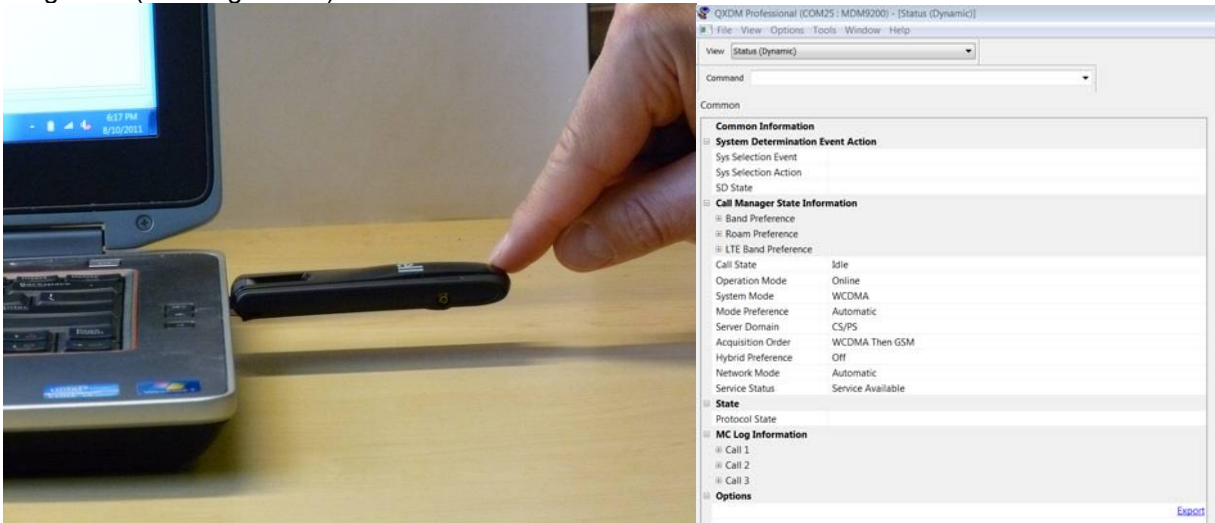 6:17 PM
8/10/2011
QXDM Professional (COM25 : MDM9200) - [Status (Dynamic)]
File View Options Tools Window Help
View Status (Dynamic)
Command
Common
Common Information
System Determination Event Action
Sys Selection Event
Sys Selection Action
SD State
Call Manager State Information
Band Preference
Roam Preference
LTE Band Preference
Call State Idle
Operation Mode Online
System Mode WCDMA
Mode Preference Automatic
Server Domain CS/PS
Acquisition Order WCDMA Then GSM
Hybrid Preference Off
Network Mode Automatic
Service Status Service Available
State
Protocol State
MC Log Information
Call 1
Call 2
Call 3
Options
Export